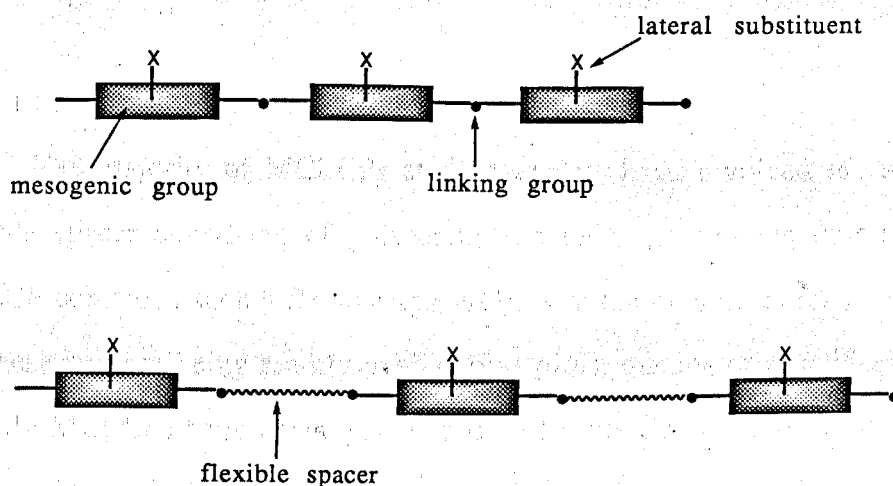 lateral substituent
X X X
mesogenic group
linking group
X X X
flexible spacer